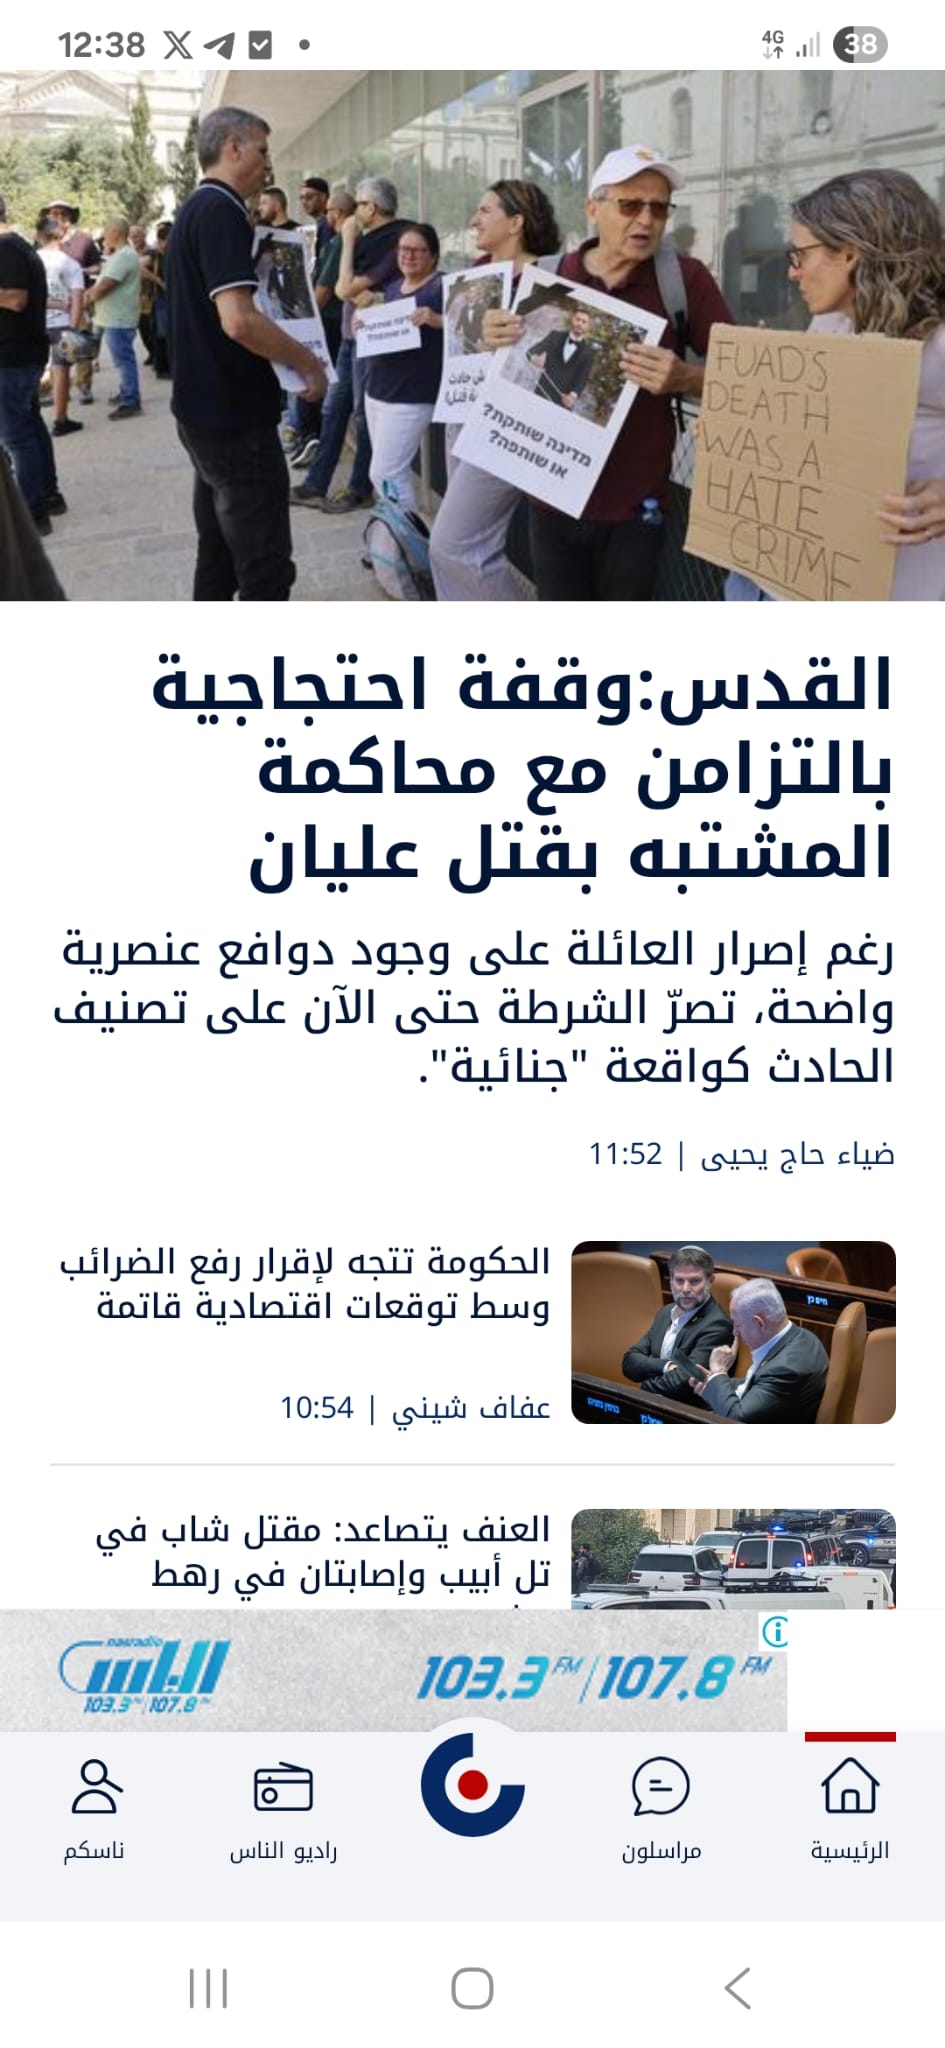 12:38
4G
38
מדינה שותקת?
או שותפה?
FUAD'S
DEATH
WAS A
HATE
CRIME
القدس:وقفة احتجاجية
بالتزامن مع محاكمة
المشتبه بقتل عليان
رغم إصرار العائلة على وجود دوافع عنصرية
واضحة، تصرّ الشرطة حتى الآن على تصنيف
الحادث كواقعة "جنائية".
ضياء حاج يحيى | 11:52
الحكومة تتجه لإقرار رفع الضرائب
وسط توقعات اقتصادية قاتمة
عفاف شيني | 10:54
העنف يتصاعد: مقتل شاب في
تل أبيب وإصابتان في رهط
nasradio
الناس
103.3 FM | 107.8 FM
103.3 FM | 107.8 FM
الرئيسية
مراسلون
راديو الناس
ناسكم